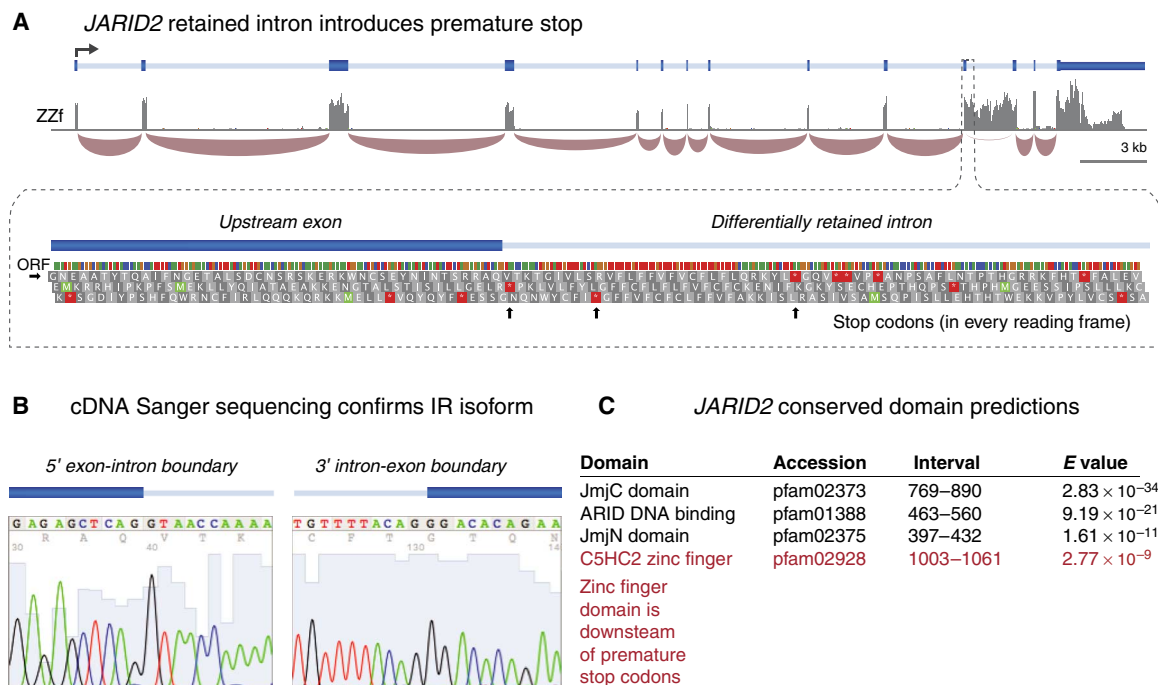 A JARID2 retained intron introduces premature stop
ZZf
3 kb
Upstream exon Differentially retained intron
ORF
Stop codons (in every reading frame)
B cDNA Sanger sequencing confirms IR isoform
5' exon-intron boundary 3' intron-exon boundary
G A G A G C T C A G G T A A C C A A A A
R A Q V T K
30 40
T G T T T T A C A G G G A C A C A G A A
C F T G T Q N
130 14
C JARID2 conserved domain predictions
Domain Accession Interval E value
JmjC domain pfam02373 769–890 2.83 × 10⁻³⁴
ARID DNA binding pfam01388 463–560 9.19 × 10⁻²¹
JmjN domain pfam02375 397–432 1.61 × 10⁻¹¹
C5HC2 zinc finger pfam02928 1003–1061 2.77 × 10⁻⁹
Zinc finger
domain is
downsteam
of premature
stop codons